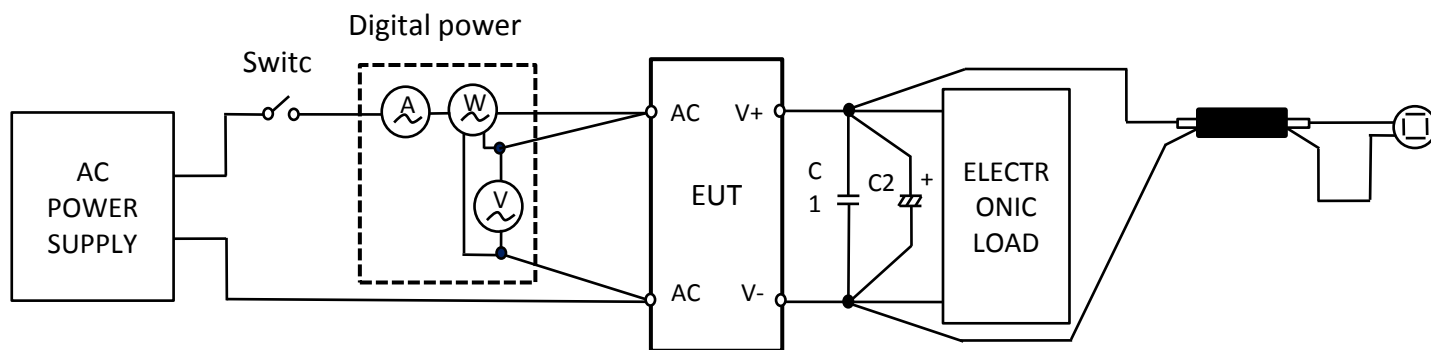 Digital power
Switc
A
W
V
AC
POWER
SUPPLY
AC
V+
EUT
AC
V-
C
1
C2
+
ELECTR
ONIC
LOAD